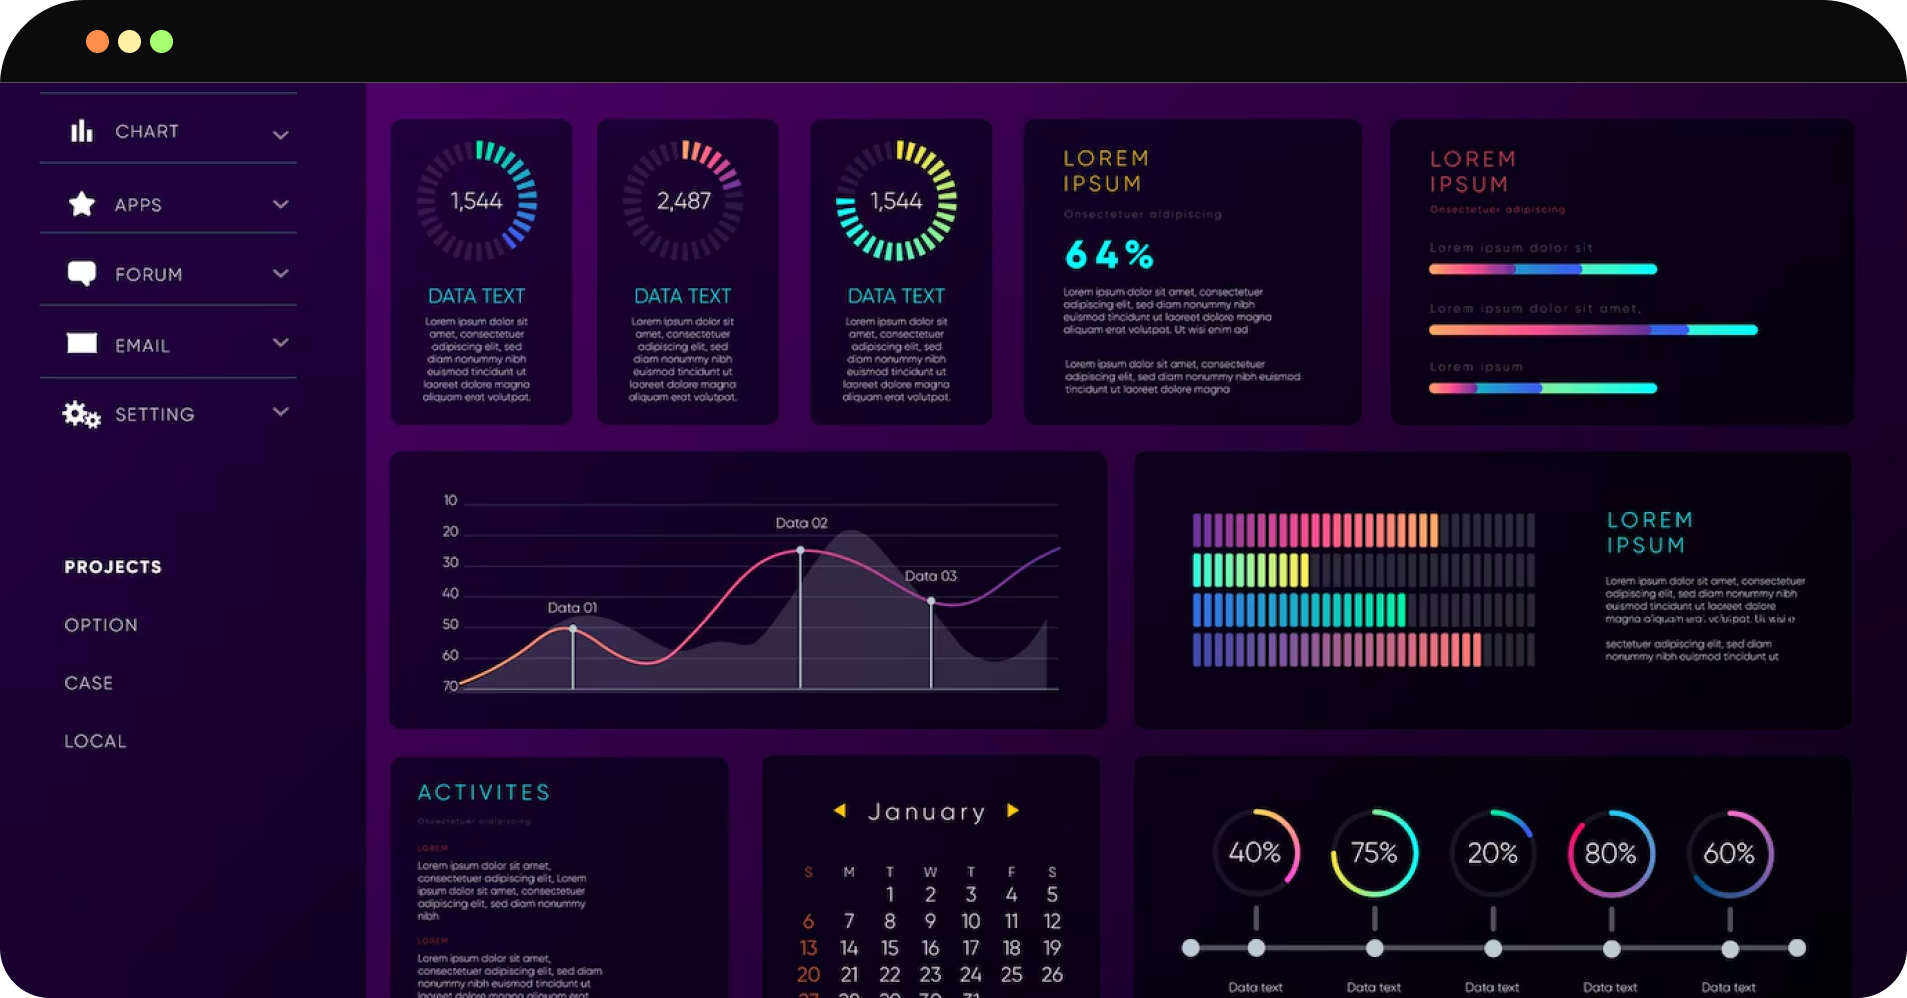 CHART
APPS
FORUM
EMAIL
SETTING
PROJECTS
OPTION
CASE
LOCAL
1,544
DATA TEXT
Lorem ipsum dolor sit
amet, consectetuer
adipiscing elit, sed
diam nonummy nibh
euismod tincidunt ut
laoreet dolore magna
aliquam erat volutpat.
2,487
DATA TEXT
Lorem ipsum dolor sit
amet, consectetuer
adipiscing elit, sed
diam nonummy nibh
euismod tincidunt ut
laoreet dolore magna
aliquam erat volutpat.
1,544
DATA TEXT
Lorem ipsum dolor sit
amet, consectetuer
adipiscing elit, sed
diam nonummy nibh
euismod tincidunt ut
laoreet dolore magna
aliquam erat volutpat.
LOREM
IPSUM
Onsectetuer aldipiscing
64%
Lorem ipsum dolor sit amet, consectetuer
adipiscing elit, sed diam nonummy nibh
euismod tincidunt ut laoreet dolore magna
aliquam erat volutpat. Ut wisi enim ad
Lorem ipsum dolor sit amet, consectetuer
adipiscing elit, sed diam nonummy nibh euismod
tincidunt ut laoreet dolore magna
LOREM
IPSUM
Onsectetuer adipiscing
Lorem ipsum dolor sit
Lorem ipsum dolor sit amet,
Lorem ipsum
10
20
30
40
50
60
70
Data 01
Data 02
Data 03
LOREM
IPSUM
Lorem ipsum dolor sit amet, consectetuer
adipiscing elit, sed diam nonummy nibh
euismod tincidunt ut laoreet dolore
magna aliquam erat volutpat. Ut wisi e
sectetuer adipiscing elit, sed diam
nonummy nibh euismod tincidunt ut
ACTIVITES
Onsectetuer aldipiscing
LOREM
Lorem ipsum dolor sit amet,
consectetuer adipiscing elit, Lorem
ipsum dolor sit amet, consectetuer
adipiscing elit, sed diam nonummy
nibh
LOREM
Lorem ipsum dolor sit amet,
consectetuer adipiscing elit, sed diam
nonummy nibh euismod tincidunt ut
laoreet dolore magna aliquam erat
January
S M T W T F S
1 2 3 4 5
6 7 8 9 10 11 12
13 14 15 16 17 18 19
20 21 22 23 24 25 26
27 28 29 30 31
40% 75% 20% 80% 60%
Data text Data text Data text Data text Data text